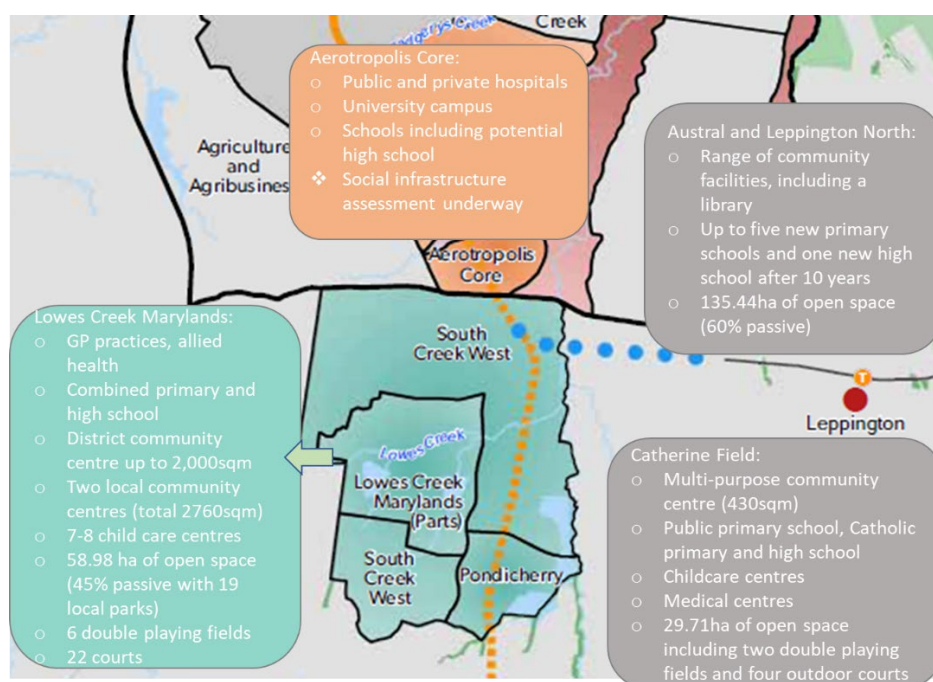 Creek
Aerotropolis Core:
o Public and private hospitals
o University campus
o Schools including potential
high school
❖ Social infrastructure
assessment underway
Agriculture
and
Agribusines
Austral and Leppington North:
o Range of community
facilities, including a
library
o Up to five new primary
schools and one new high
school after 10 years
o 135.44ha of open space
(60% passive)
Aerotropolis
Core
Lowes Creek Marylands:
o GP practices, allied
health
o Combined primary and
high school
o District community
centre up to 2,000sqm
o Two local community
centres (total 2760sqm)
o 7-8 child care centres
o 58.98 ha of open space
(45% passive with 19
local parks)
o 6 double playing fields
o 22 courts
South
Creek West
T
Leppington
Lowes Creek
Lowes Creek
Marylands
(Parts)
South
Creek
West
Pondicherry
Catherine Field:
o Multi-purpose community
centre (430sqm)
o Public primary school, Catholic
primary and high school
o Childcare centres
o Medical centres
o 29.71ha of open space
including two double playing
fields and four outdoor courts